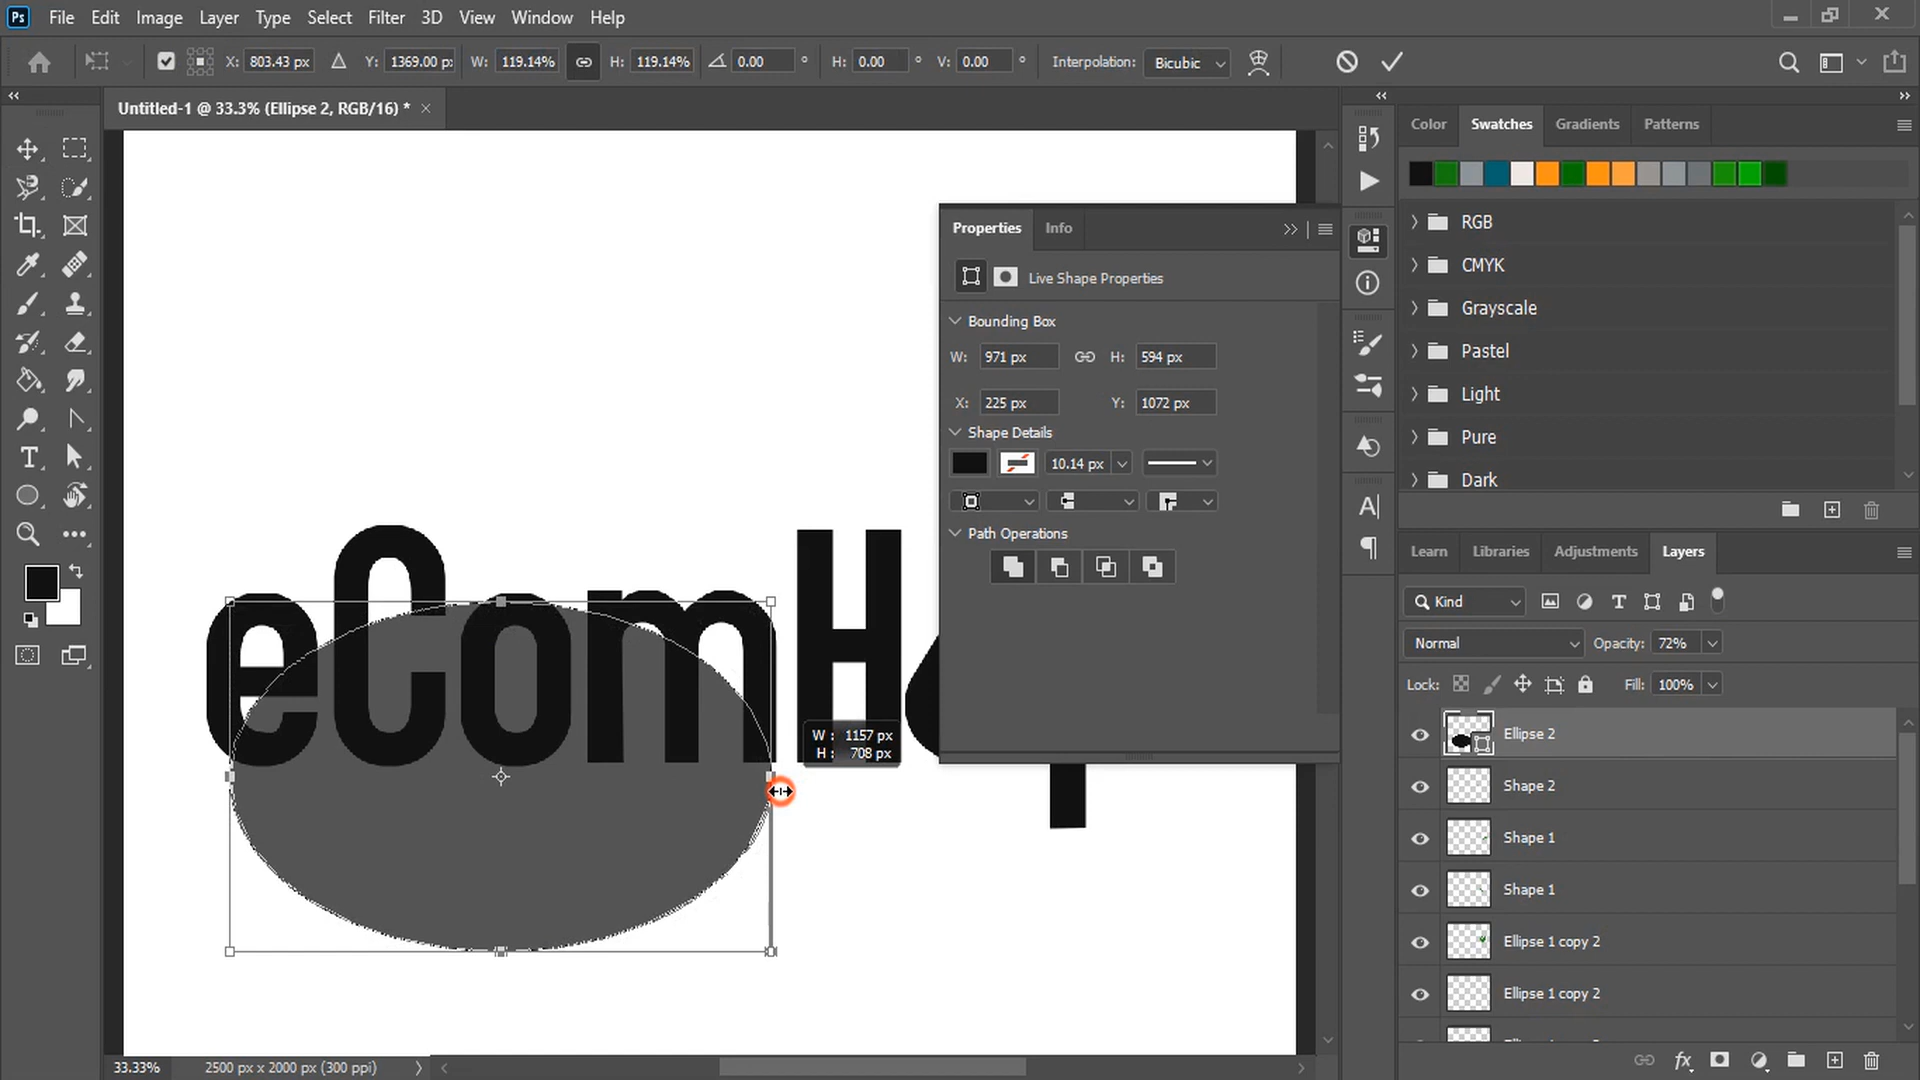 Ps File Edit Image Layer Type Select Filter 3D View Window Help
X: 803.43 px Y: 1369.00 px W: 119.14% H: 119.14% 0.00 ° H: 0.00 ° V: 0.00 ° Interpolation: Bicubic
Untitled-1 @ 33.3% (Ellipse 2, RGB/16) * ×
Color Swatches Gradients Patterns
RGB
CMYK
Grayscale
Pastel
Light
Pure
Dark
Properties Info
Live Shape Properties
Bounding Box
W: 971 px H: 594 px
X: 225 px Y: 1072 px
Shape Details
10.14 px
Path Operations
eComH
W : 1157 px
H : 708 px
Learn Libraries Adjustments Layers
Kind
Normal Opacity: 72%
Lock: Fill: 100%
Ellipse 2
Shape 2
Shape 1
Shape 1
Ellipse 1 copy 2
Ellipse 1 copy 2
33.33% 2500 px x 2000 px (300 ppi)